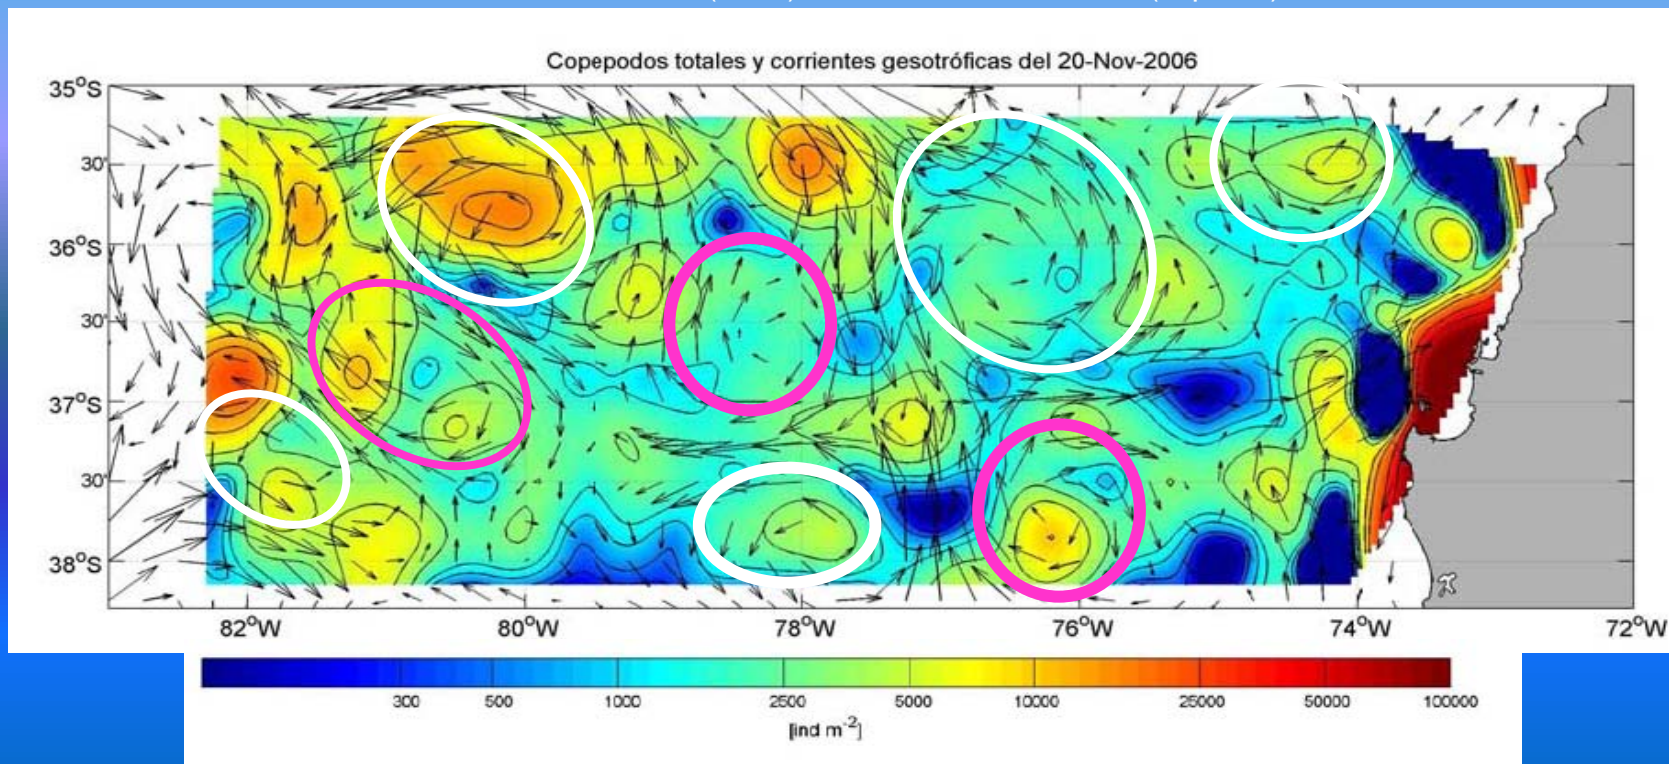 Copepodos totales y corrientes gesotróficas del 20-Nov-2006
35°S
30'
36°S
30'
37°S
30'
38°S
82°W 80°W 78°W 76°W 74°W 72°W
300 500 1000 2500 5000 10000 25000 50000 100000
[ind m-2]